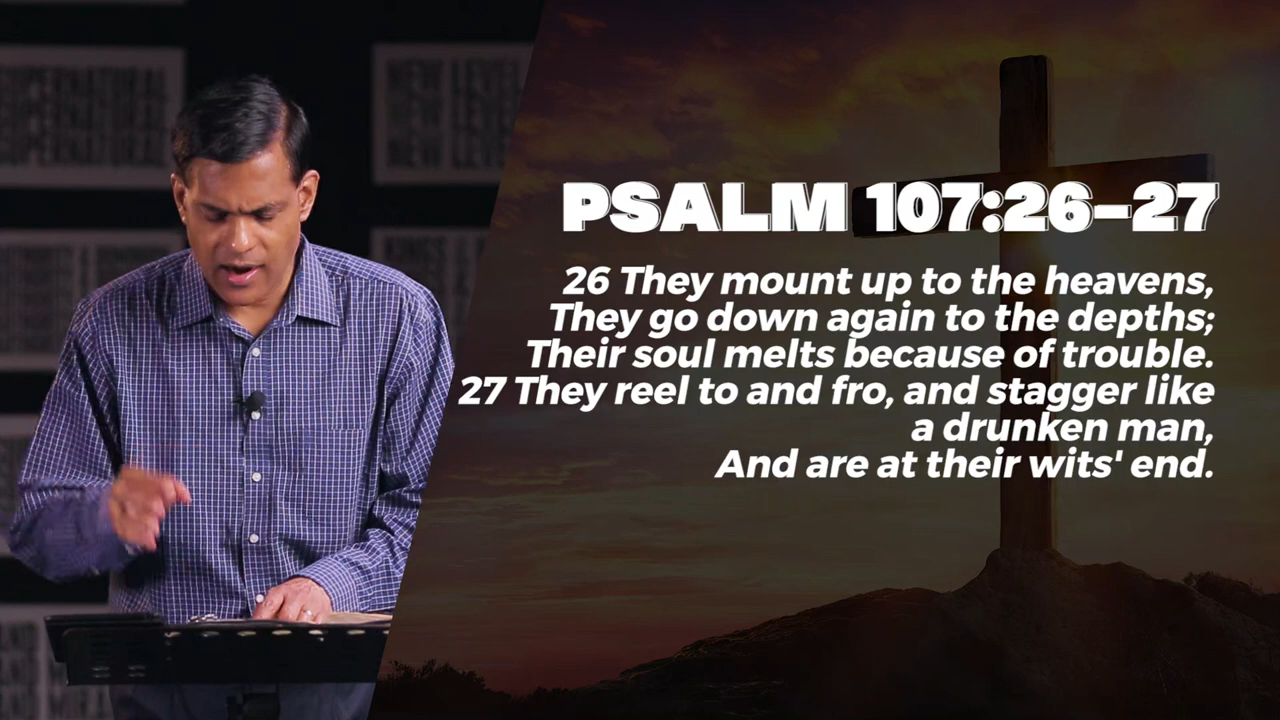 PSALM 107:26–27
26 They mount up to the heavens,
They go down again to the depths;
Their soul melts because of trouble.
27 They reel to and fro, and stagger like
a drunken man,
And are at their wits' end.